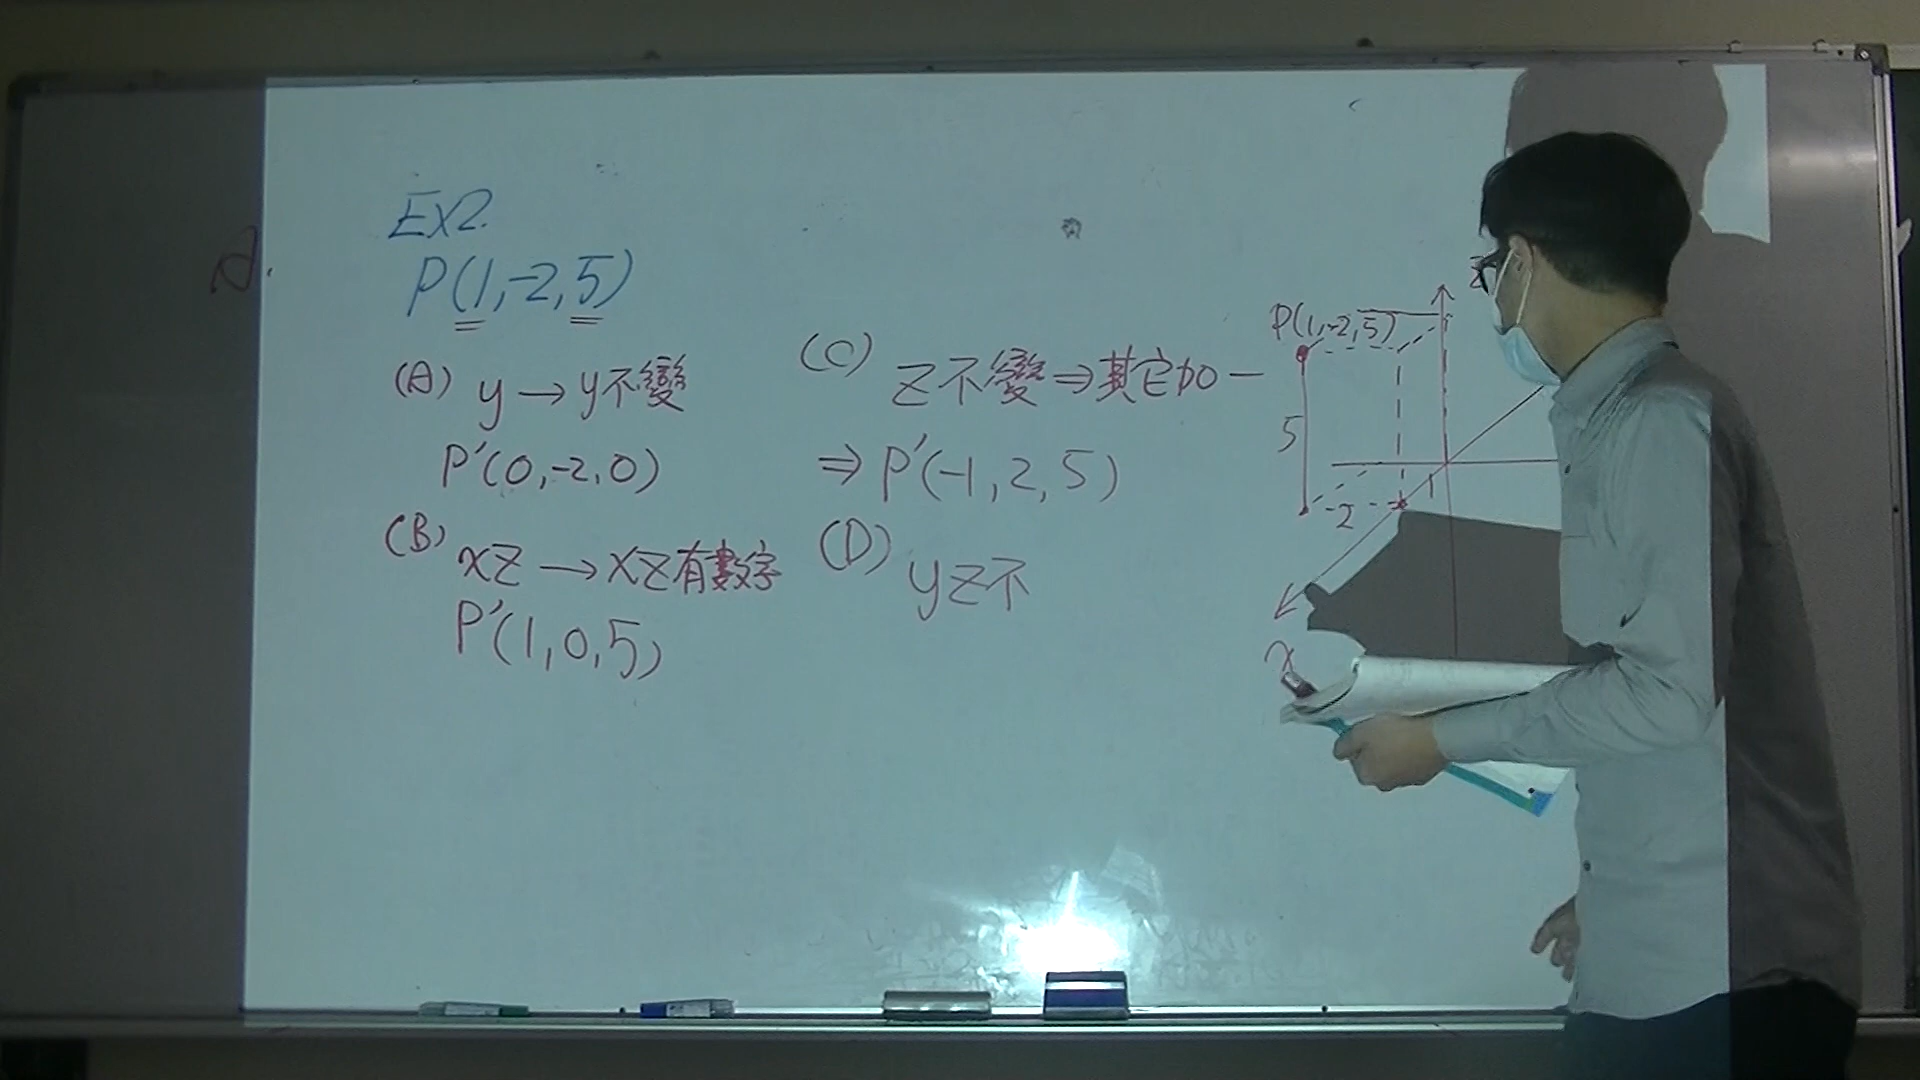 Ex2.
P(1,-2,5)
(A) y → y不變
P'(0,-2,0)
(B) xz → xz有數字
P'(1,0,5)
(C) z不變 ⇒ 其它加一
⇒ P'(-1,2,5)
(D) yz不
z
P(1,-2,5)
5
1
-2
x